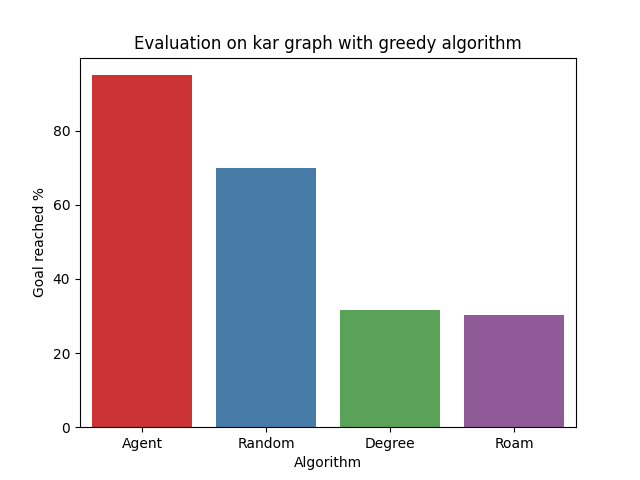 Evaluation on kar graph with greedy algorithm
Goal reached %
80
60
40
20
0
Agent Random Degree Roam
Algorithm